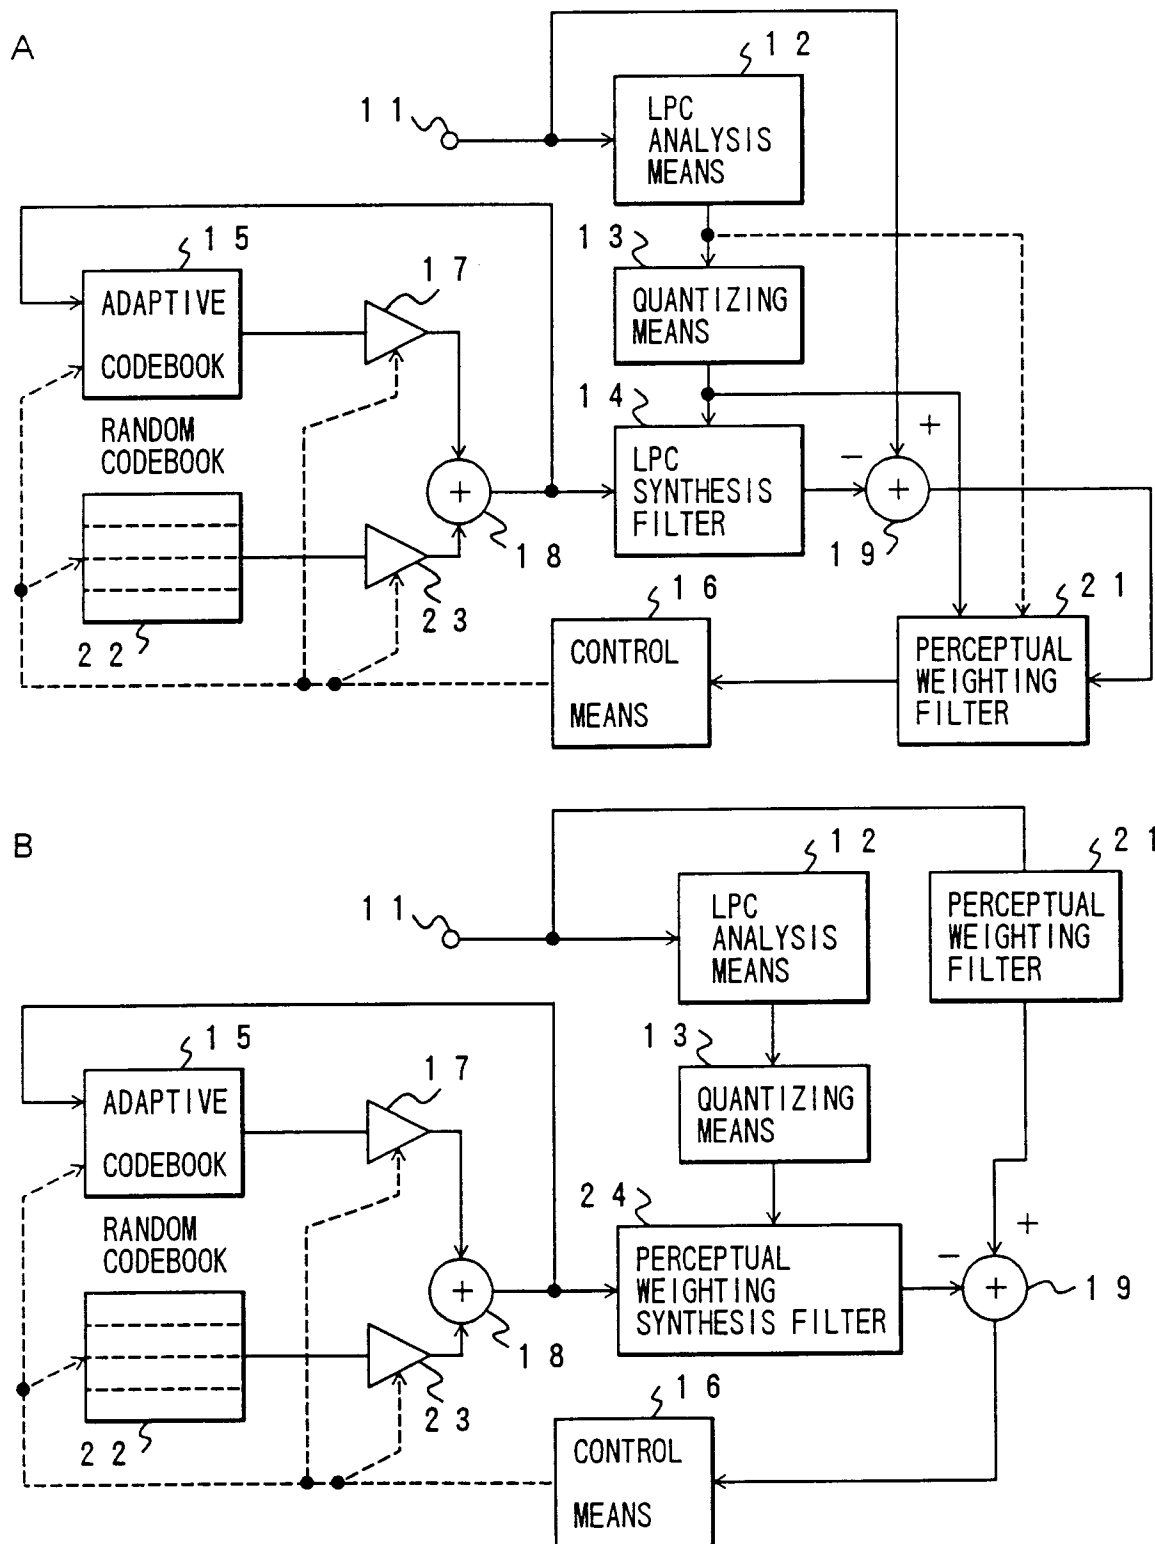 A
1 2
1 1
LPC
ANALYSIS
MEANS
1 5
1 3
1 7
ADAPTIVE
CODEBOOK
QUANTIZING
MEANS
1 4
RANDOM
CODEBOOK
+
−
LPC
SYNTHESIS
FILTER
+
+
1 8
1 9
2 3
1 6
2 1
2 2
CONTROL
MEANS
PERCEPTUAL
WEIGHTING
FILTER
B
1 2
2 1
1 1
LPC
ANALYSIS
MEANS
PERCEPTUAL
WEIGHTING
FILTER
1 5
1 3
1 7
ADAPTIVE
CODEBOOK
QUANTIZING
MEANS
2 4
RANDOM
CODEBOOK
+
−
PERCEPTUAL
WEIGHTING
SYNTHESIS FILTER
+
+
1 9
1 8
2 3
1 6
2 2
CONTROL
MEANS